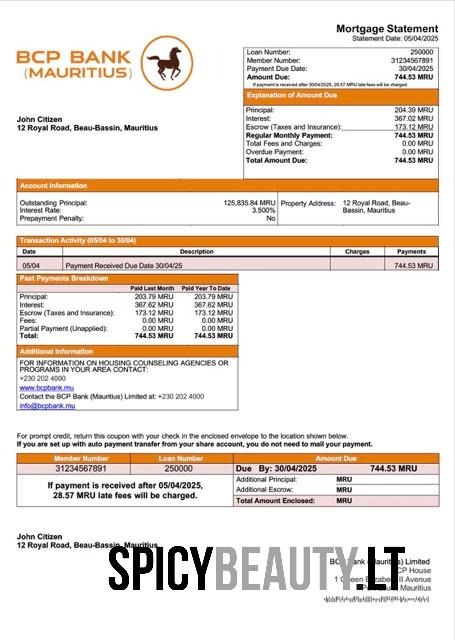 Mortgage Statement
Statement Date: 05/04/2025
BCP BANK
(MAURITIUS)
Loan Number: 250000
Member Number: 31234567891
Payment Due Date: 30/04/2025
Amount Due: 744.53 MRU
If payment is received after 30/04/2025, 28.57 MRU late fees will be charged.
Explanation of Amount Due
Principal: 204.39 MRU
Interest: 367.02 MRU
Escrow (Taxes and Insurance): 173.12 MRU
Regular Monthly Payment: 744.53 MRU
Total Fees and Charges: 0.00 MRU
Overdue Payment: 0.00 MRU
Total Amount Due: 744.53 MRU
John Citizen
12 Royal Road, Beau-Bassin, Mauritius
Account Information
Outstanding Principal: 125,835.84 MRU
Interest Rate: 3.500%
Prepayment Penalty: No
Property Address: 12 Royal Road, Beau-
Bassin, Mauritius
Transaction Activity (05/04 to 30/04)
Date Description Charges Payments
05/04 Payment Received Due Date 30/04/25 744.53 MRU
Past Payments Breakdown
Paid Last Month Paid Year To Date
Principal: 203.79 MRU 203.79 MRU
Interest: 367.62 MRU 367.62 MRU
Escrow (Taxes and Insurance): 173.12 MRU 173.12 MRU
Fees: 0.00 MRU 0.00 MRU
Partial Payment (Unapplied): 0.00 MRU 0.00 MRU
Total: 744.53 MRU 744.53 MRU
Additional Information
FOR INFORMATION ON HOUSING COUNSELING AGENCIES OR
PROGRAMS IN YOUR AREA CONTACT:
+230 202 4000
www.bcpbank.mu
Contact the BCP Bank (Mauritius) Limited at: +230 202 4000
info@bcpbank.mu
For prompt credit, return this coupon with your check in the enclosed envelope to the location shown below.
If you are set up with auto payment transfer from your share account, you do not need to mail your payment.
Member Number Loan Number Amount Due
31234567891 250000 Due By: 30/04/2025 744.53 MRU
If payment is received after 05/04/2025,
28.57 MRU late fees will be charged.
Additional Principal: MRU
Additional Escrow: MRU
Total Amount Enclosed: MRU
John Citizen
12 Royal Road, Beau-Bassin, Mauritius
SPICYBEAUTY.LT
Limited
CP House
II Avenue
Mauritius